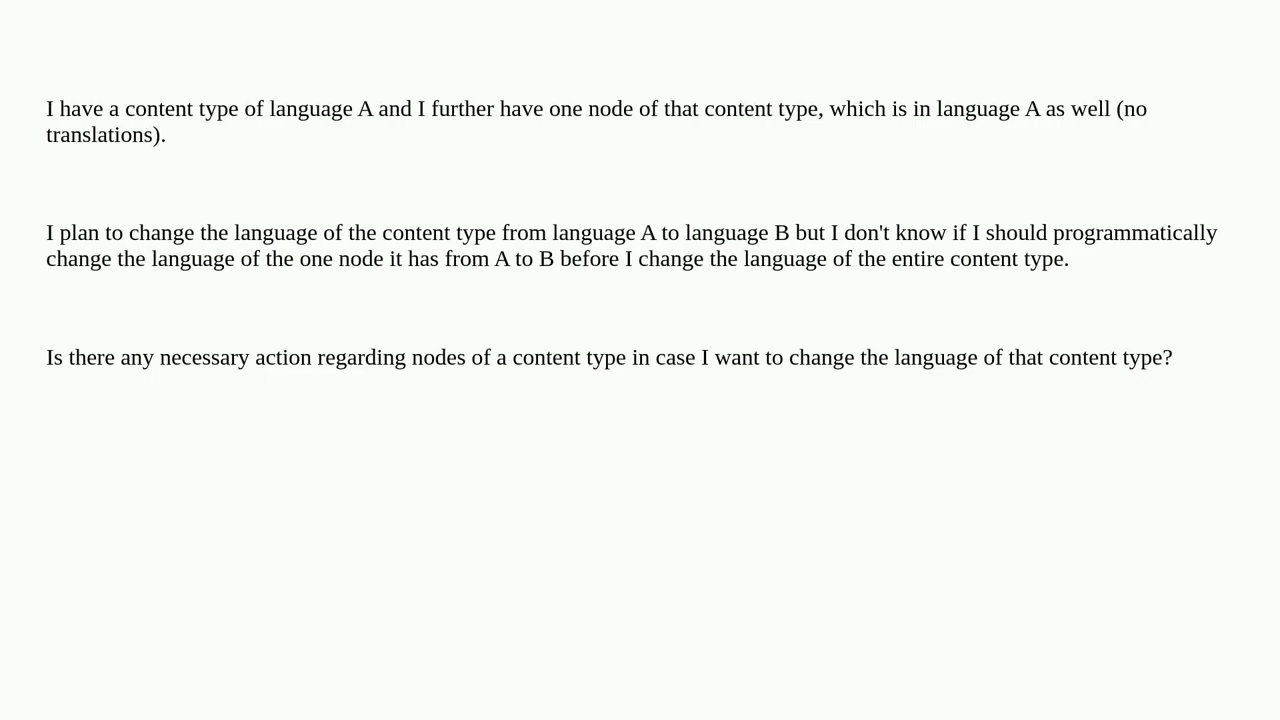 I have a content type of language A and I further have one node of that content type, which is in language A as well (no
translations).
I plan to change the language of the content type from language A to language B but I don't know if I should programmatically
change the language of the one node it has from A to B before I change the language of the entire content type.
Is there any necessary action regarding nodes of a content type in case I want to change the language of that content type?